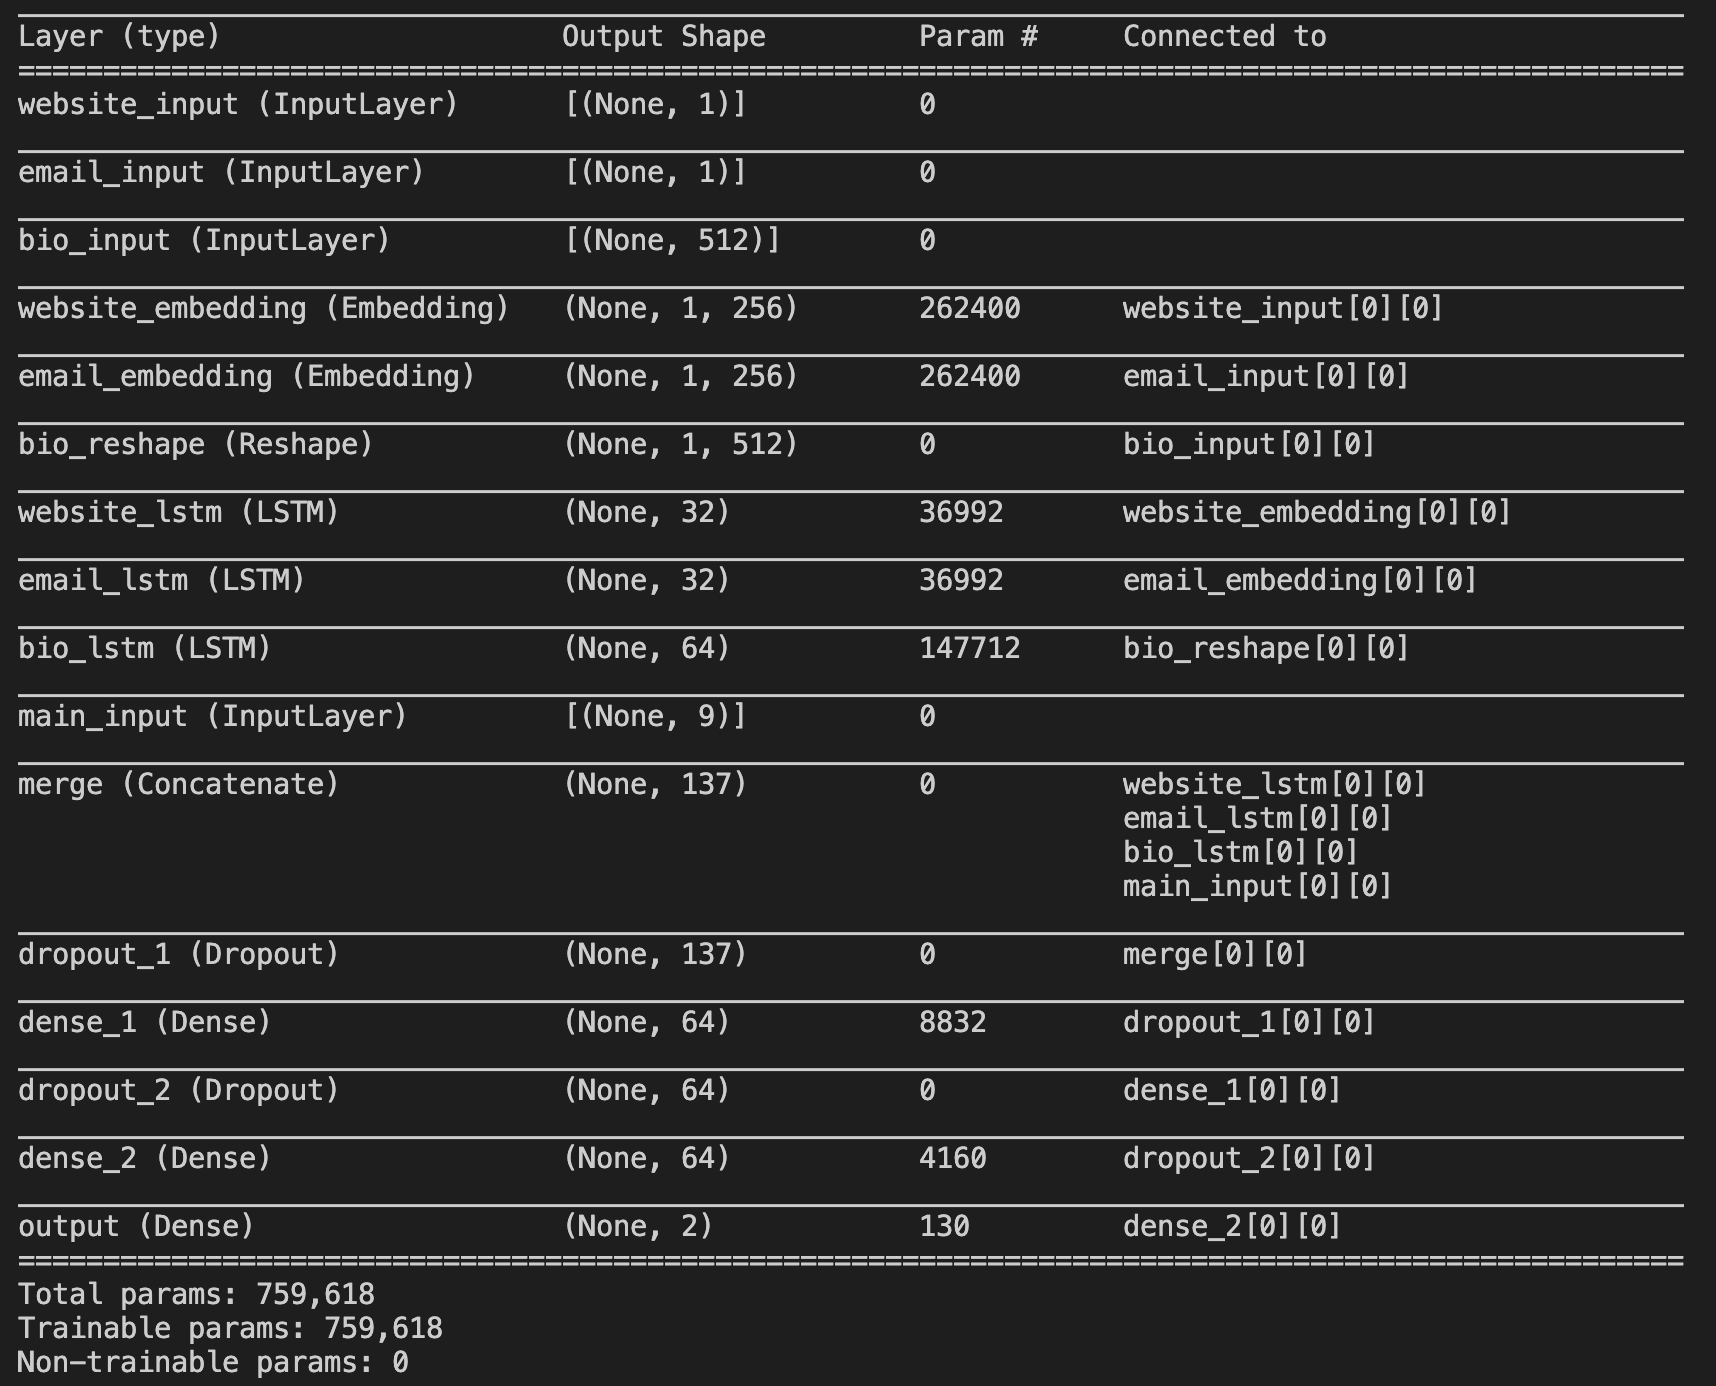 Layer (type) Output Shape Param # Connected to
==================================================================================================
website_input (InputLayer) [(None, 1)] 0
email_input (InputLayer) [(None, 1)] 0
bio_input (InputLayer) [(None, 512)] 0
website_embedding (Embedding) (None, 1, 256) 262400 website_input[0][0]
email_embedding (Embedding) (None, 1, 256) 262400 email_input[0][0]
bio_reshape (Reshape) (None, 1, 512) 0 bio_input[0][0]
website_lstm (LSTM) (None, 32) 36992 website_embedding[0][0]
email_lstm (LSTM) (None, 32) 36992 email_embedding[0][0]
bio_lstm (LSTM) (None, 64) 147712 bio_reshape[0][0]
main_input (InputLayer) [(None, 9)] 0
merge (Concatenate) (None, 137) 0 website_lstm[0][0]
email_lstm[0][0]
bio_lstm[0][0]
main_input[0][0]
dropout_1 (Dropout) (None, 137) 0 merge[0][0]
dense_1 (Dense) (None, 64) 8832 dropout_1[0][0]
dropout_2 (Dropout) (None, 64) 0 dense_1[0][0]
dense_2 (Dense) (None, 64) 4160 dropout_2[0][0]
output (Dense) (None, 2) 130 dense_2[0][0]
==================================================================================================
Total params: 759,618
Trainable params: 759,618
Non-trainable params: 0